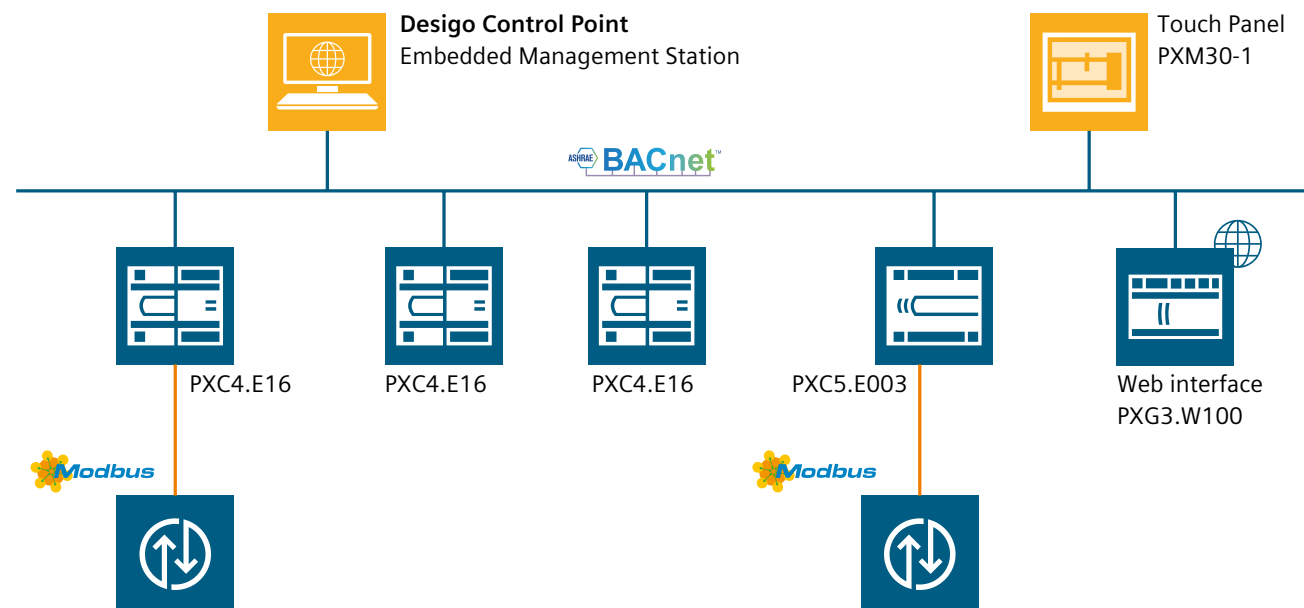 Desigo Control Point
Embedded Management Station
Touch Panel
PXM30-1
ASHRAE BACnet™
PXC4.E16
PXC4.E16
PXC4.E16
PXC5.E003
Web interface
PXG3.W100
Modbus
Modbus